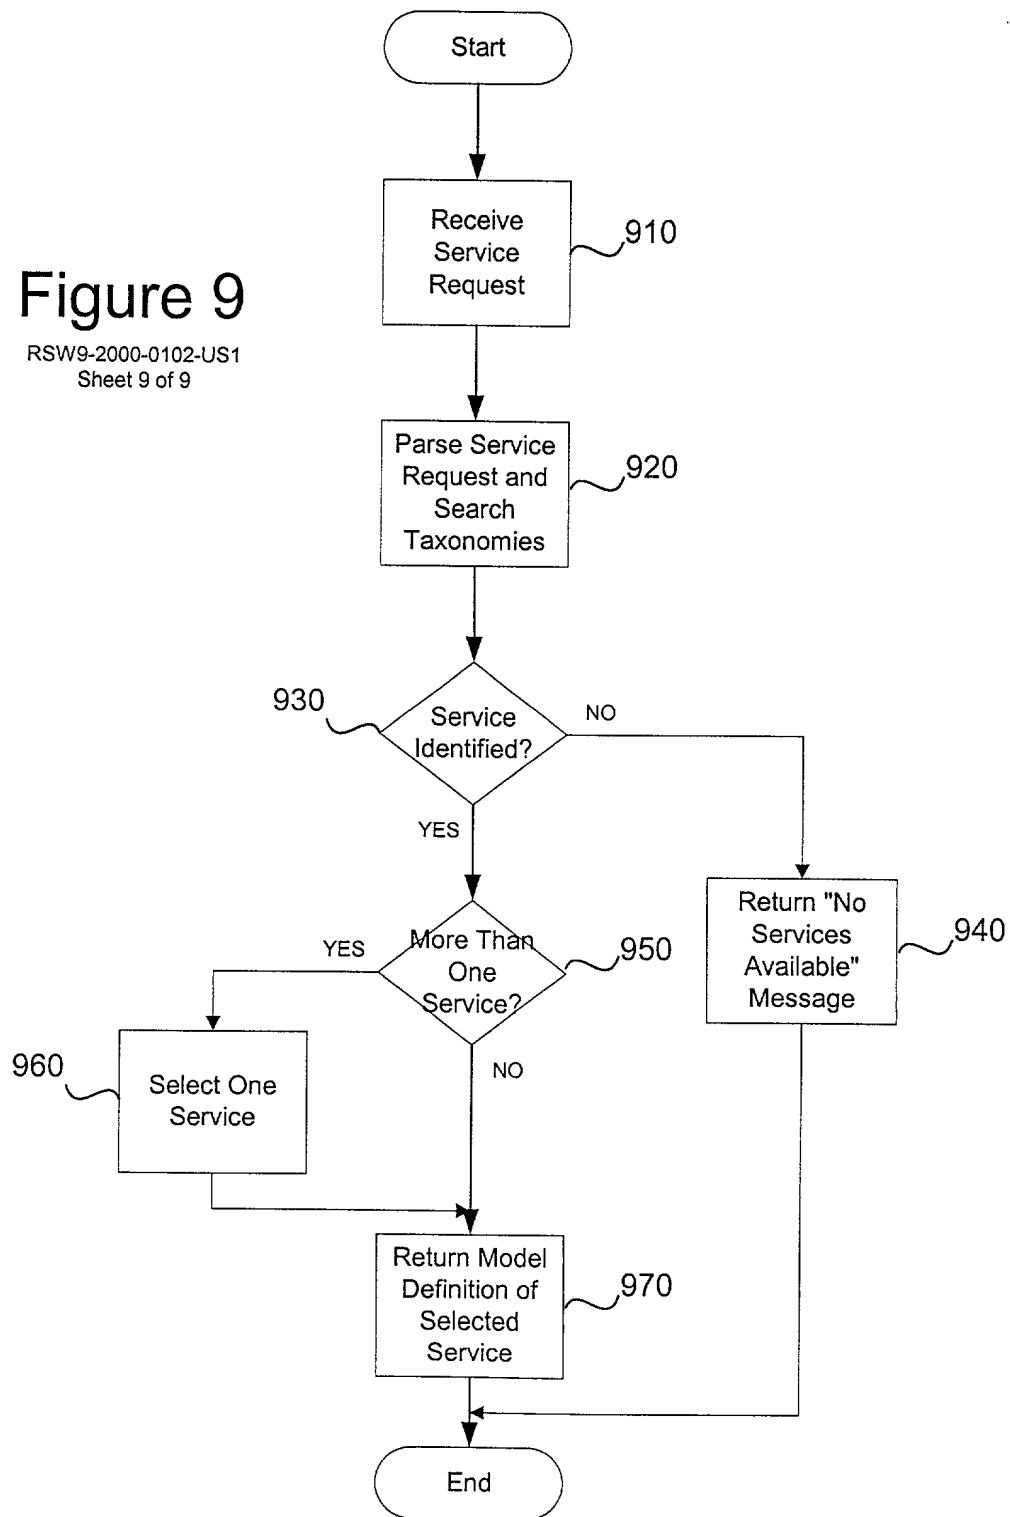 Start
Receive
Service
Request
910
Figure 9
RSW9-2000-0102-US1
Sheet 9 of 9
Parse Service
Request and
Search
Taxonomies
920
930
Service
Identified?
NO
YES
More Than
One
Service?
YES
950
NO
Return "No
Services
Available"
Message
940
960
Select One
Service
Return Model
Definition of
Selected
Service
970
End